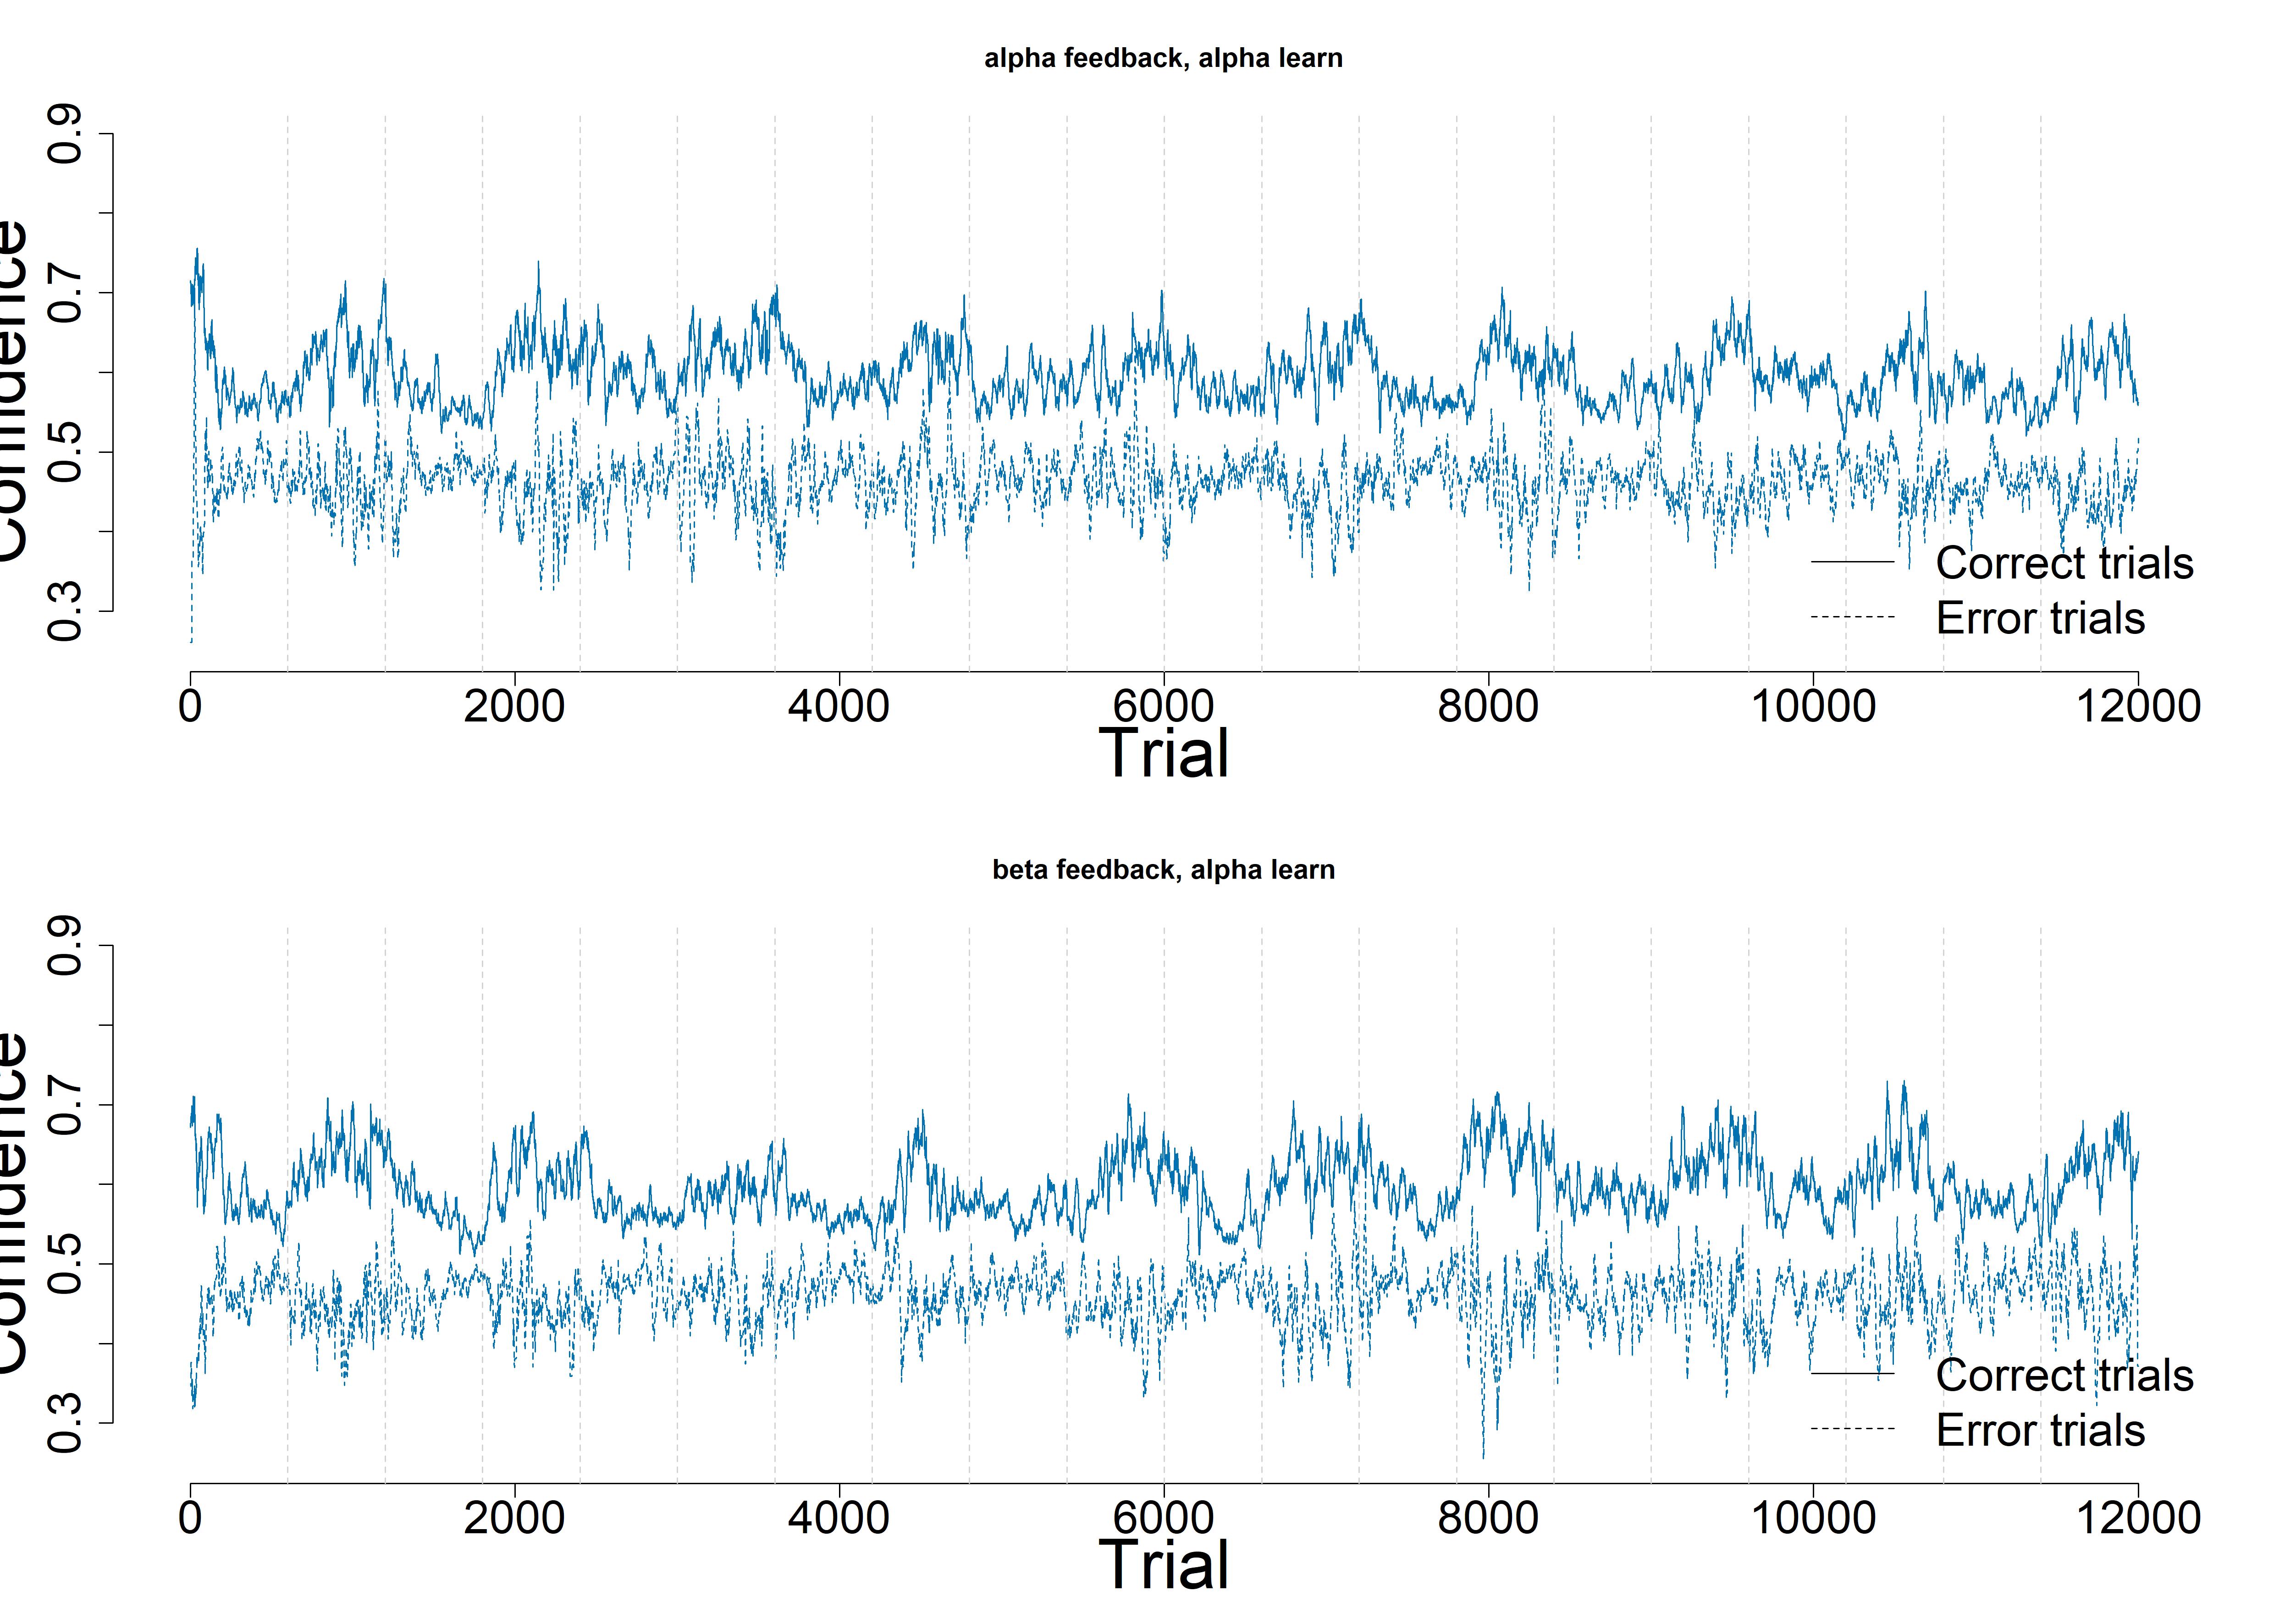 alpha feedback, alpha learn
Confidence
0.9
0.7
0.5
0.3
Correct trials
Error trials
0 2000 4000 6000 8000 10000 12000
Trial
beta feedback, alpha learn
Confidence
0.9
0.7
0.5
0.3
Correct trials
Error trials
0 2000 4000 6000 8000 10000 12000
Trial